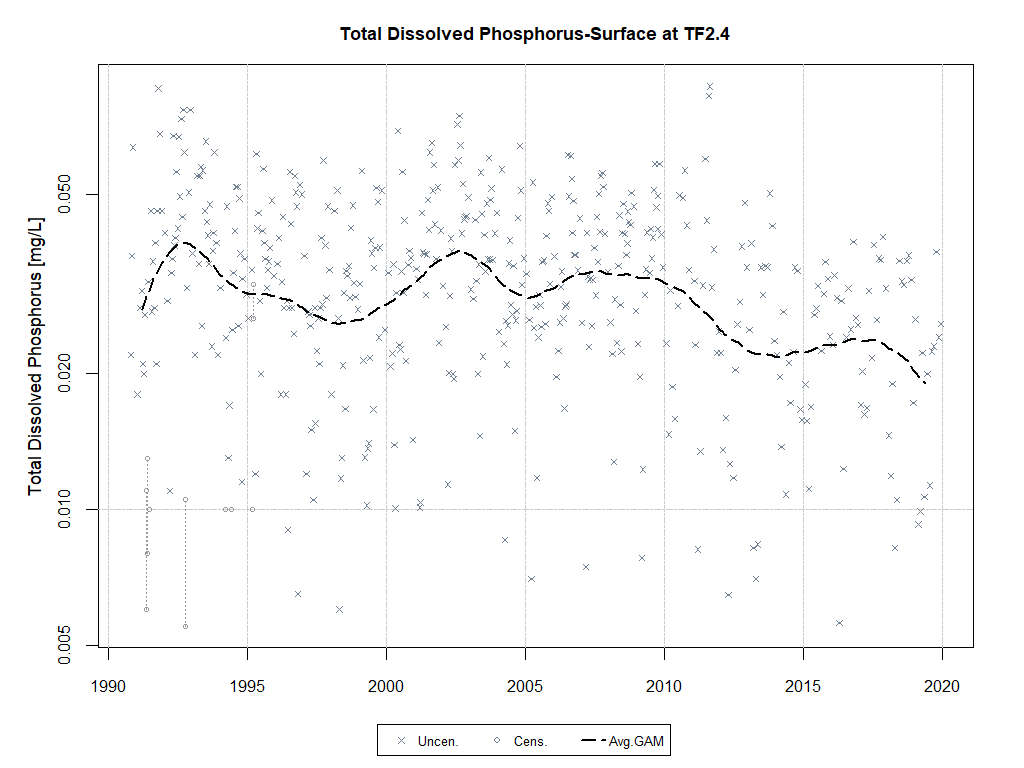 Total Dissolved Phosphorus-Surface at TF2.4
Total Dissolved Phosphorus [mg/L]
0.050
0.020
0.010
0.005
1990 1995 2000 2005 2010 2015 2020
Uncen. Cens. Avg.GAM